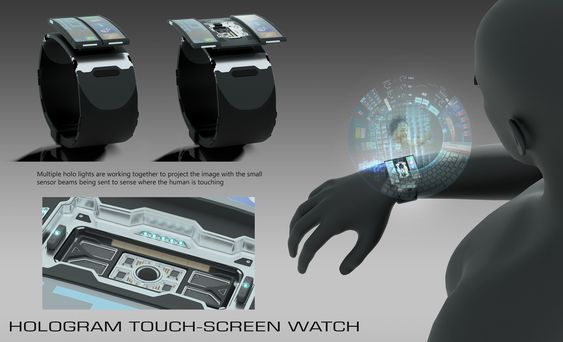 Multiple holo lights are working together to project the image with the small
sensor beams being sent to sense where the human is touching
HOLOGRAM TOUCH-SCREEN WATCH